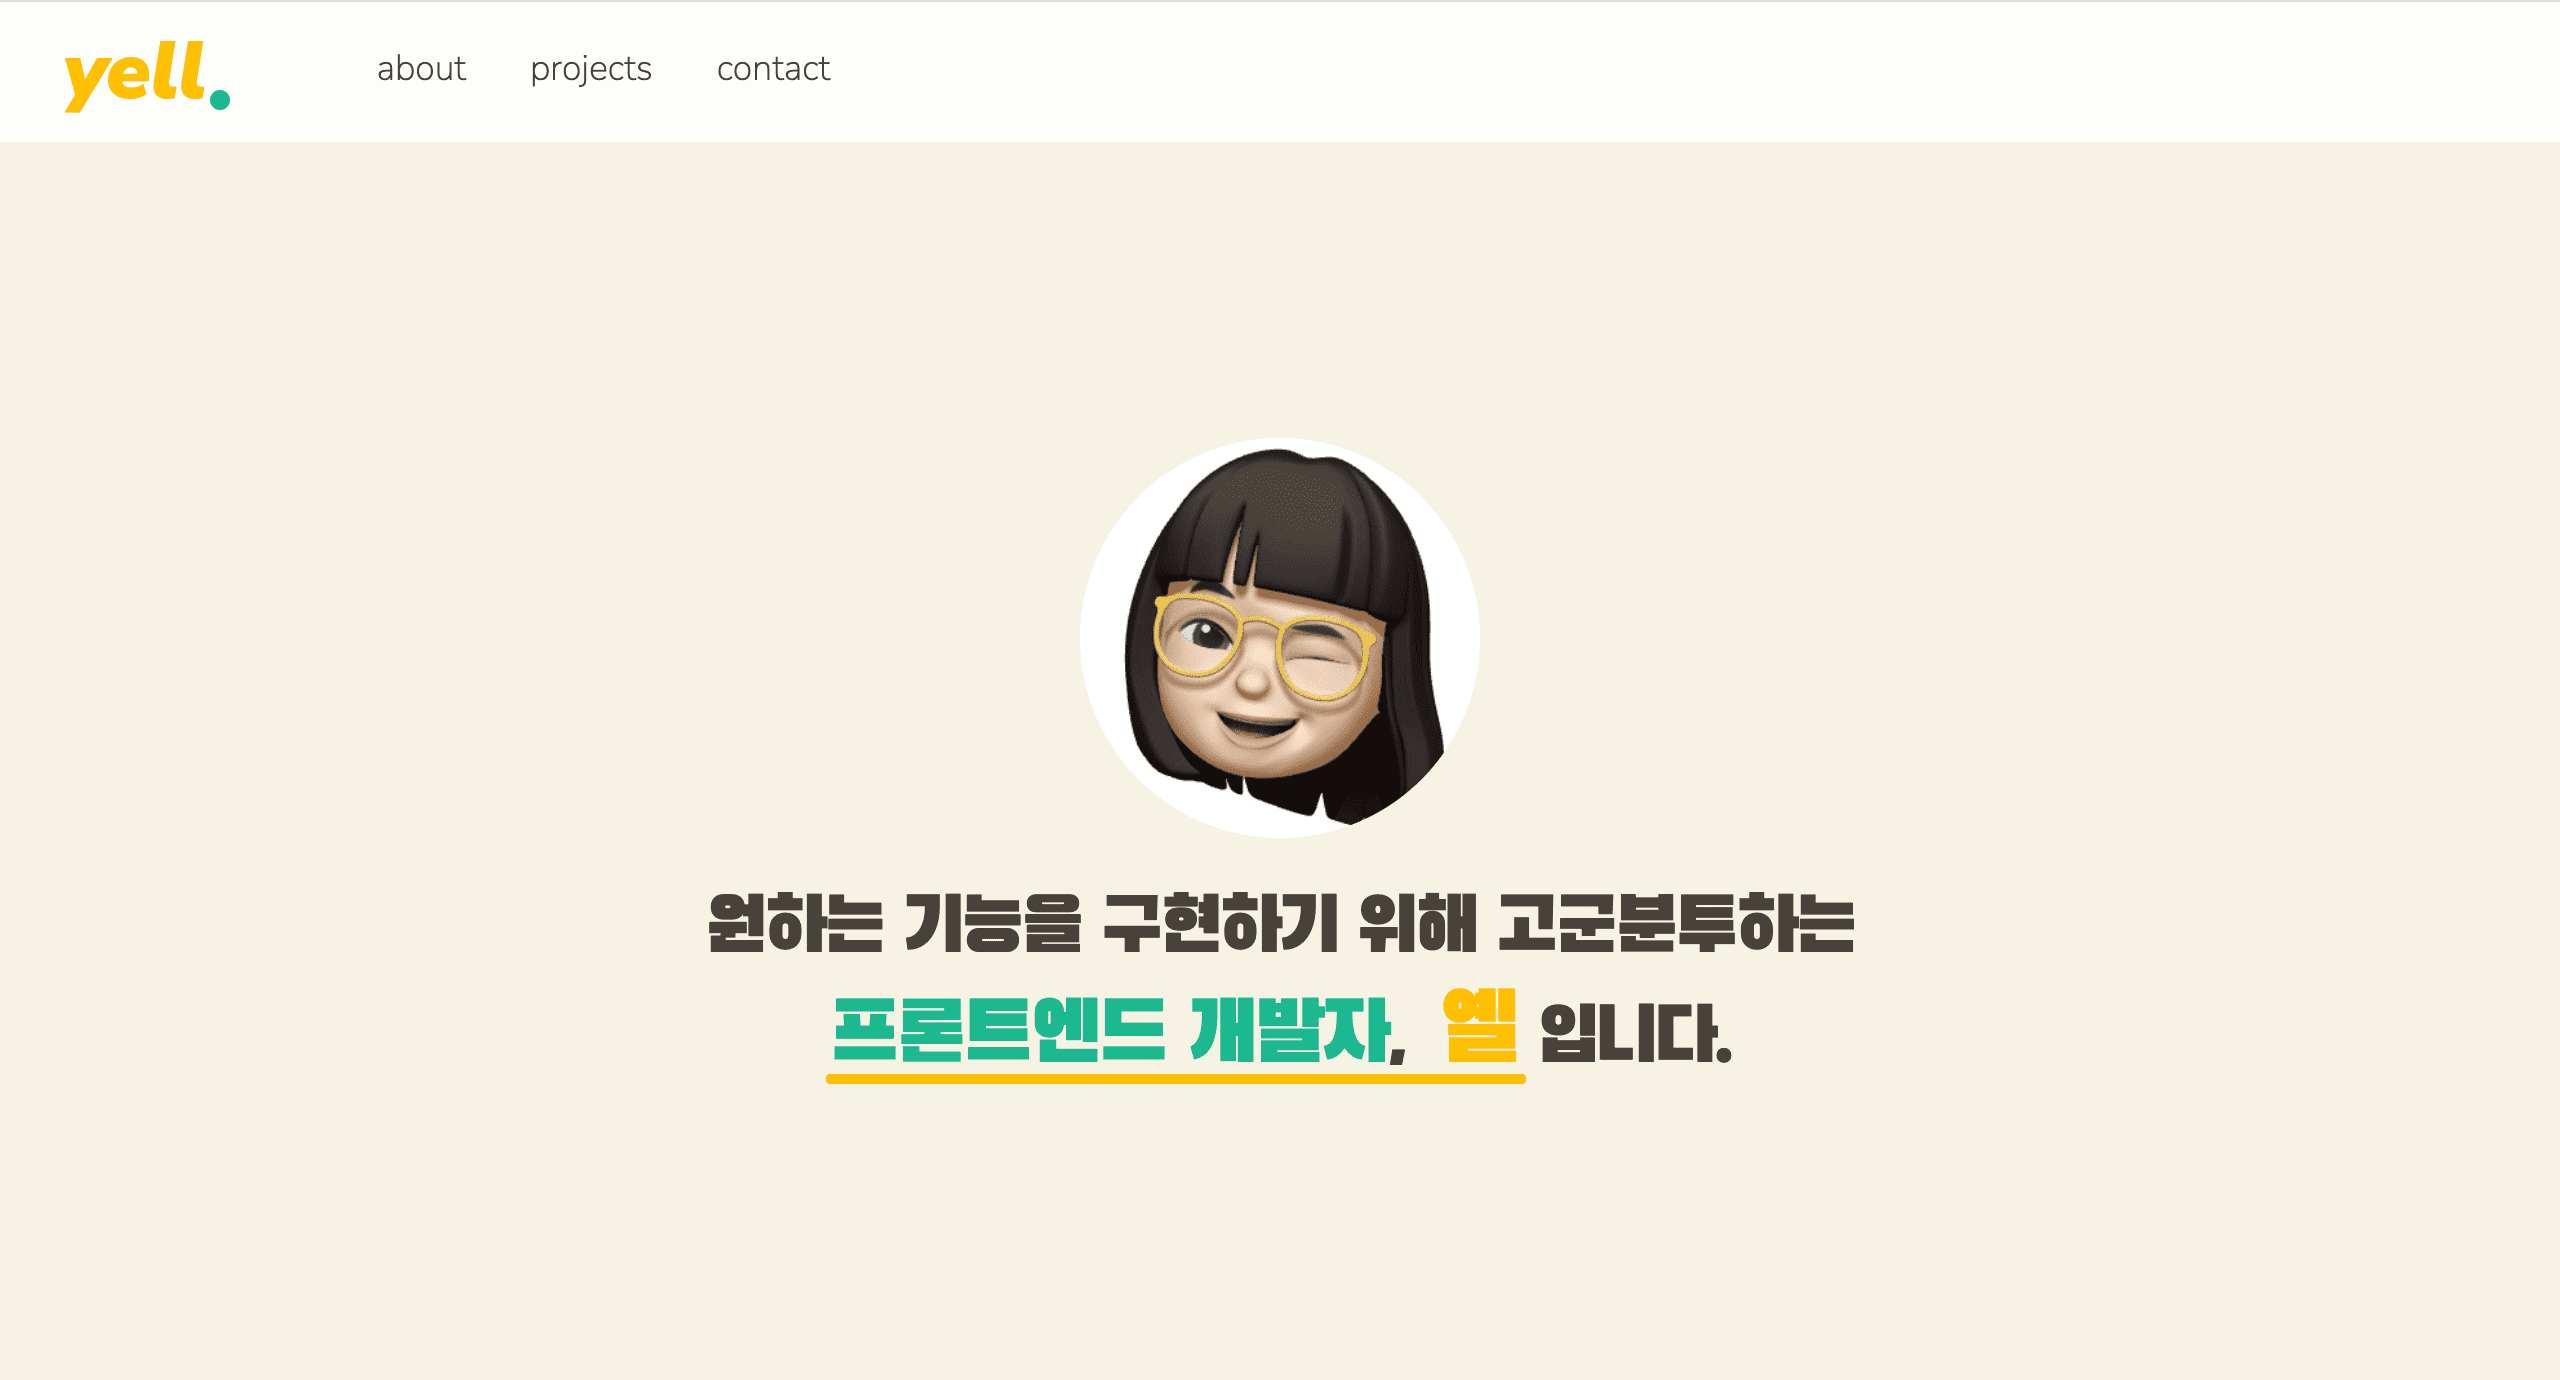 yell.
about projects contact
원하는 기능을 구현하기 위해 고군분투하는
프론트엔드 개발자, 옐 입니다.